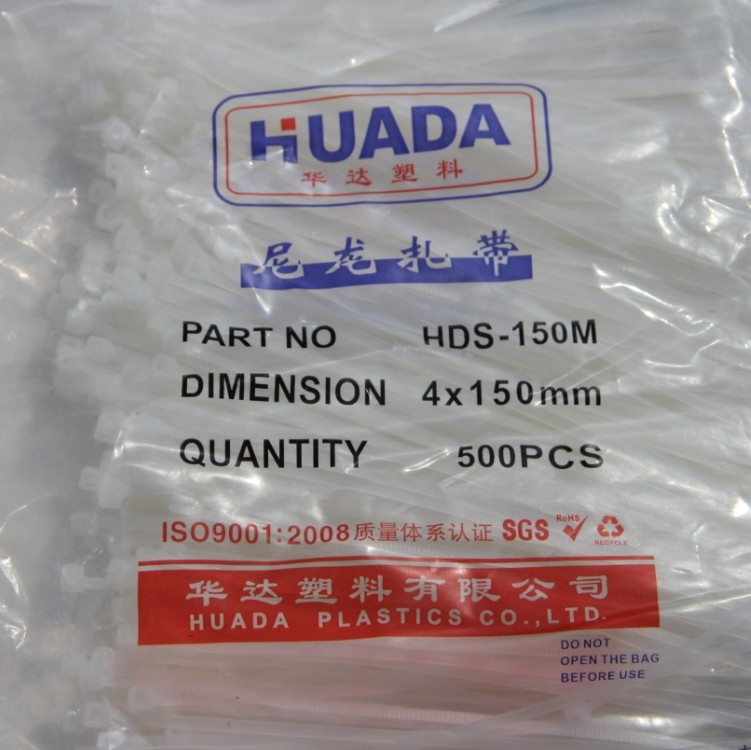 HUADA
华达塑料
尼龙扎带
PART NO HDS-150M
DIMENSION 4x150mm
QUANTITY 500PCS
ISO9001:2008质量体系认证 SGS RoHS RECYCLE
华达塑料有限公司
HUADA PLASTICS CO.,LTD.
DO NOT
OPEN THE BAG
BEFORE USE